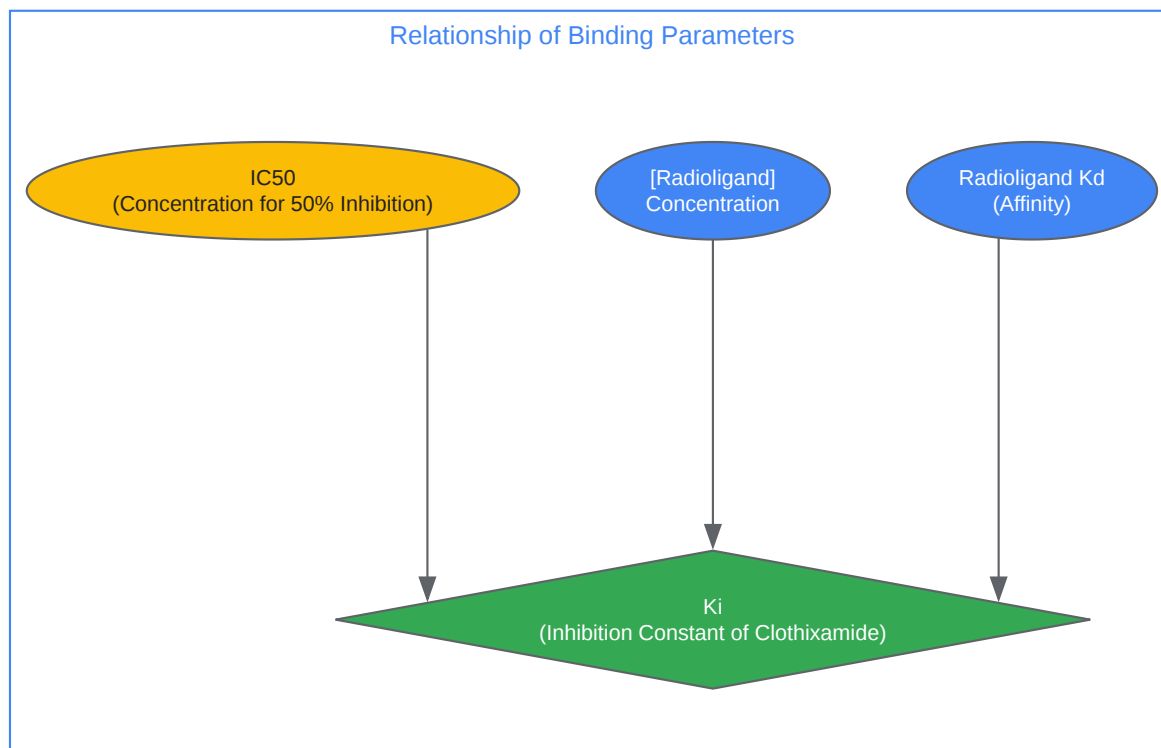 Relationship of Binding Parameters
IC50
(Concentration for 50% Inhibition)
[Radioligand]
Concentration
Radioligand Kd
(Affinity)
Ki
(Inhibition Constant of Clothixamide)